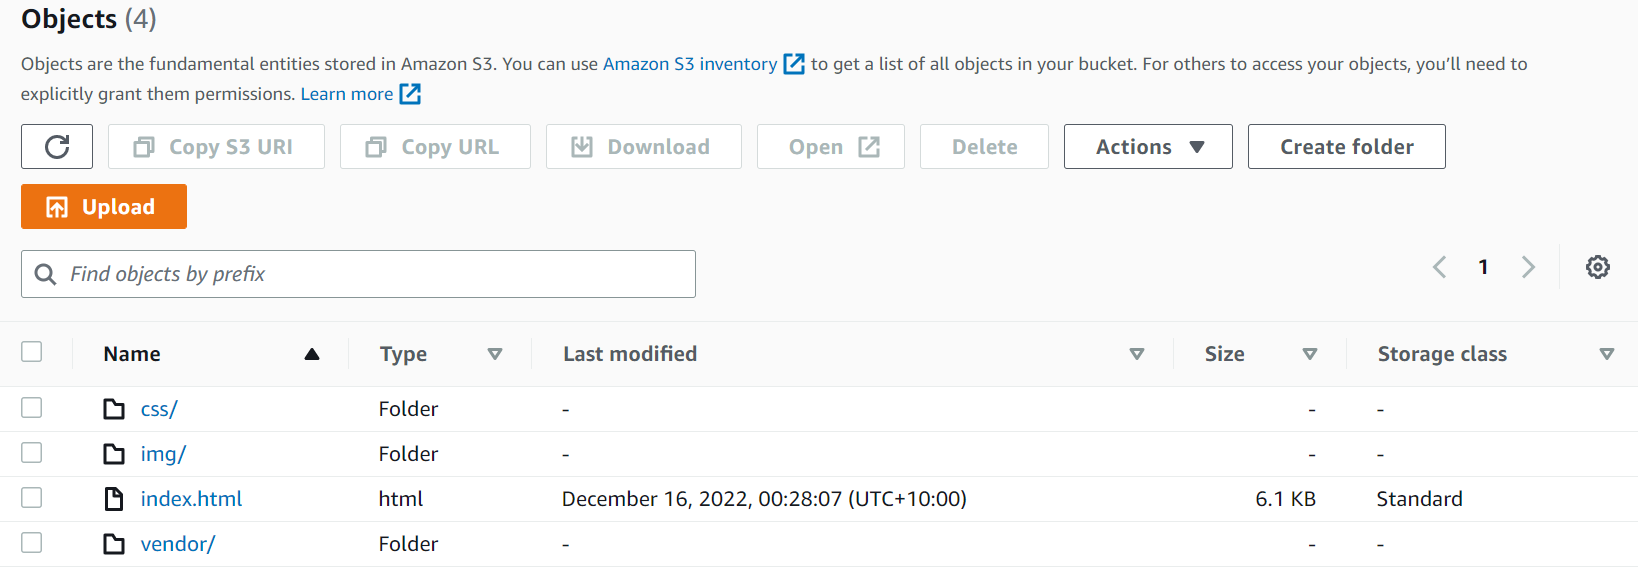 Objects (4)
Objects are the fundamental entities stored in Amazon S3. You can use Amazon S3 inventory to get a list of all objects in your bucket. For others to access your objects, you’ll need to
explicitly grant them permissions. Learn more
Copy S3 URI Copy URL Download Open Delete Actions Create folder
Upload
Find objects by prefix 1
Name Type Last modified Size Storage class
css/ Folder - - -
img/ Folder - - -
index.html html December 16, 2022, 00:28:07 (UTC+10:00) 6.1 KB Standard
vendor/ Folder - - -